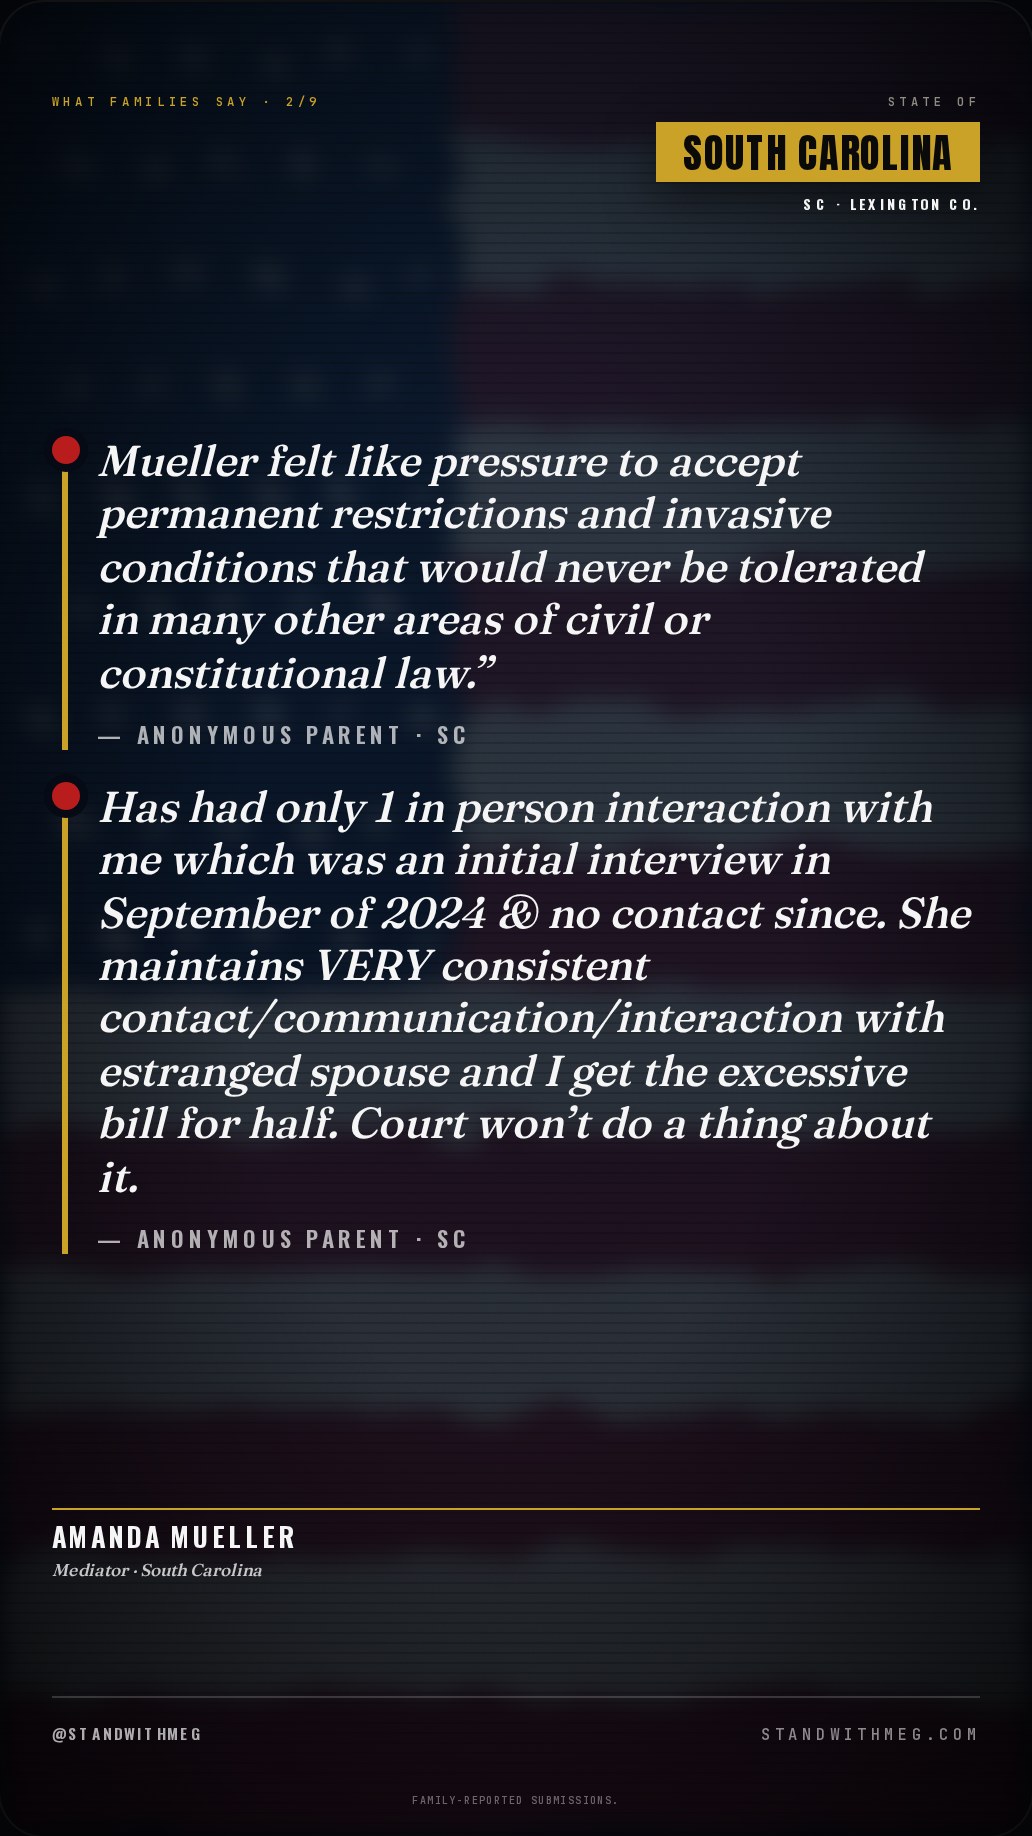 WHAT FAMILIES SAY · 2/9
STATE OF
SOUTH CAROLINA
SC · LEXINGTON CO.
Mueller felt like pressure to accept
permanent restrictions and invasive
conditions that would never be tolerated
in many other areas of civil or
constitutional law.”
— ANONYMOUS PARENT · SC
Has had only 1 in person interaction with
me which was an initial interview in
September of 2024 & no contact since. She
maintains VERY consistent
contact/communication/interaction with
estranged spouse and I get the excessive
bill for half. Court won’t do a thing about
it.
— ANONYMOUS PARENT · SC
AMANDA MUELLER
Mediator · South Carolina
@STANDWITHMEG
STANDWITHMEG.COM
FAMILY-REPORTED SUBMISSIONS.